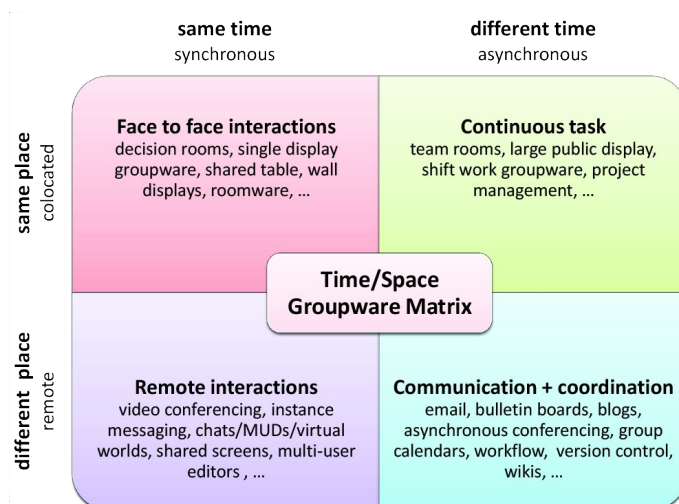 same time
synchronous
different time
asynchronous
same place
colocated
Face to face interactions
decision rooms, single display
groupware, shared table, wall
displays, roomware, ...
Continuous task
team rooms, large public display,
shift work groupware, project
management, ...
Time/Space
Groupware Matrix
different place
remote
Remote interactions
video conferencing, instance
messaging, chats/MUDs/virtual
worlds, shared screens, multi-user
editors , ...
Communication + coordination
email, bulletin boards, blogs,
asynchronous conferencing, group
calendars, workflow, version control,
wikis, ...